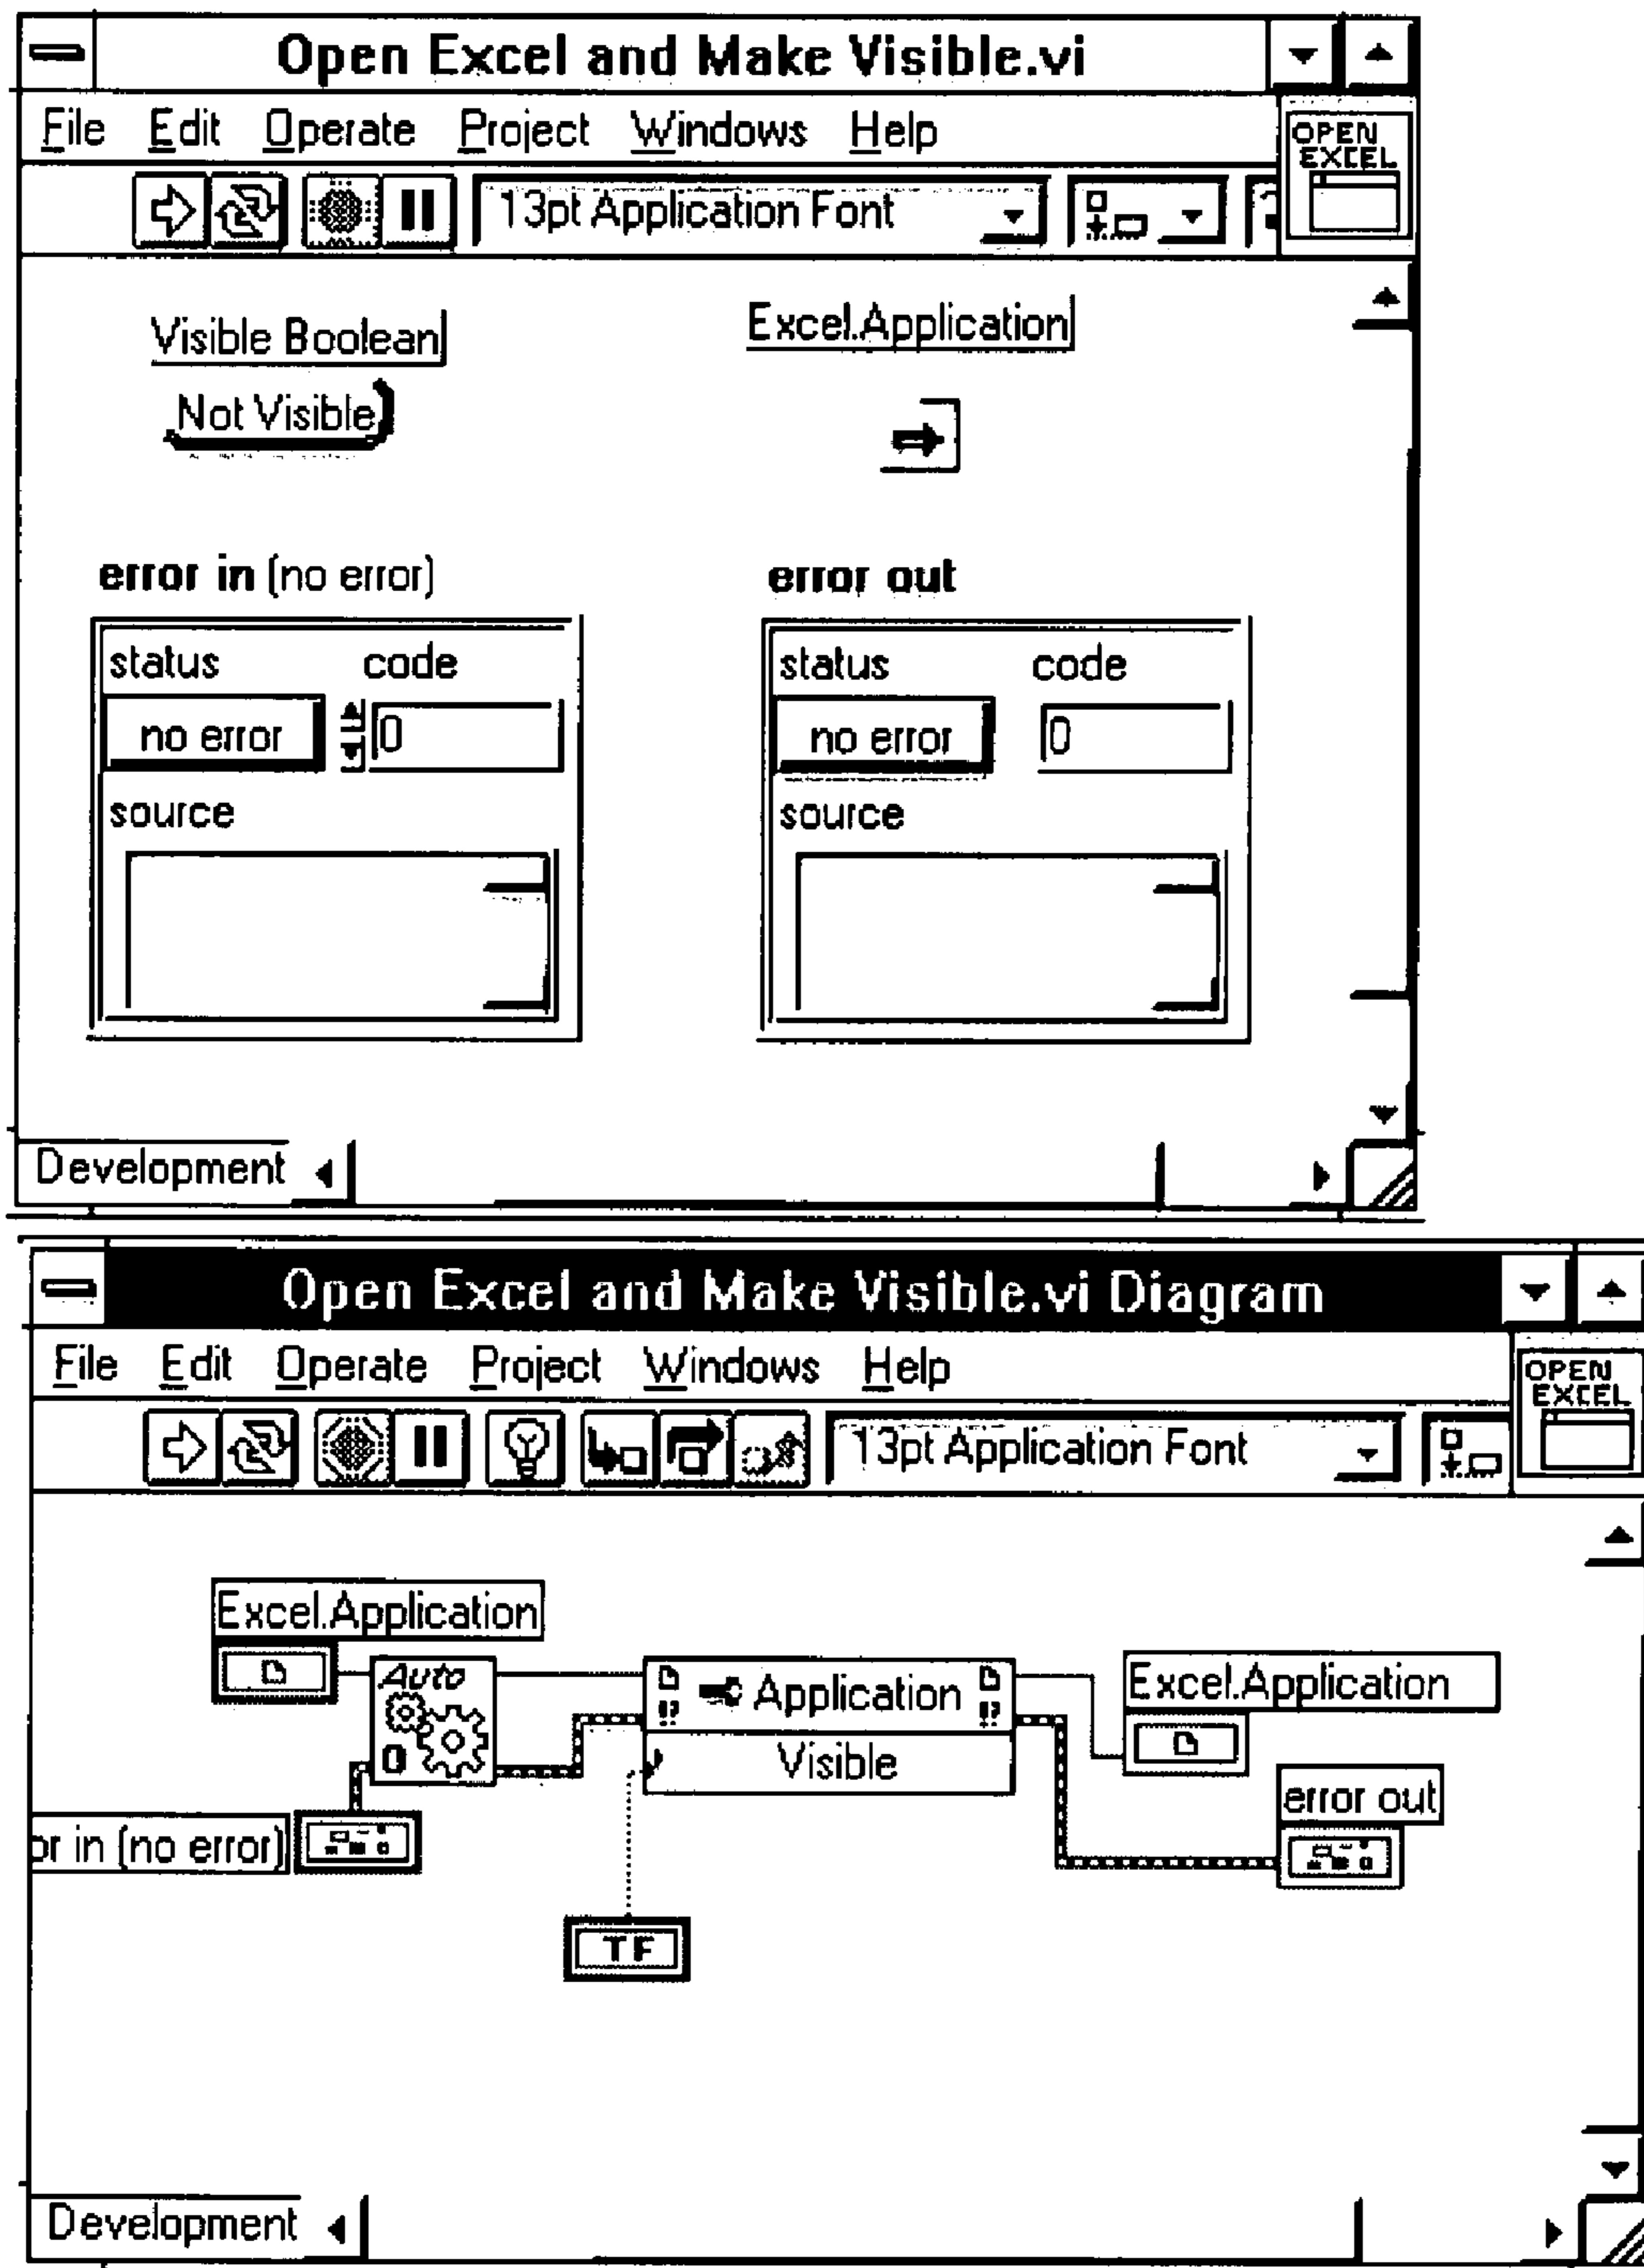 Open Excel and Make Visible.vi
File Edit Operate Project Windows Help
OPEN
EXCEL
13pt Application Font
Visible Boolean
Excel.Application
Not Visible
error in (no error)
error out
status code
status code
no error 0
no error 0
source
source
Development
Open Excel and Make Visible.vi Diagram
File Edit Operate Project Windows Help
OPEN
EXCEL
13pt Application Font
Excel.Application
Auto
Application
Visible
Excel.Application
error out
or in (no error)
TF
Development